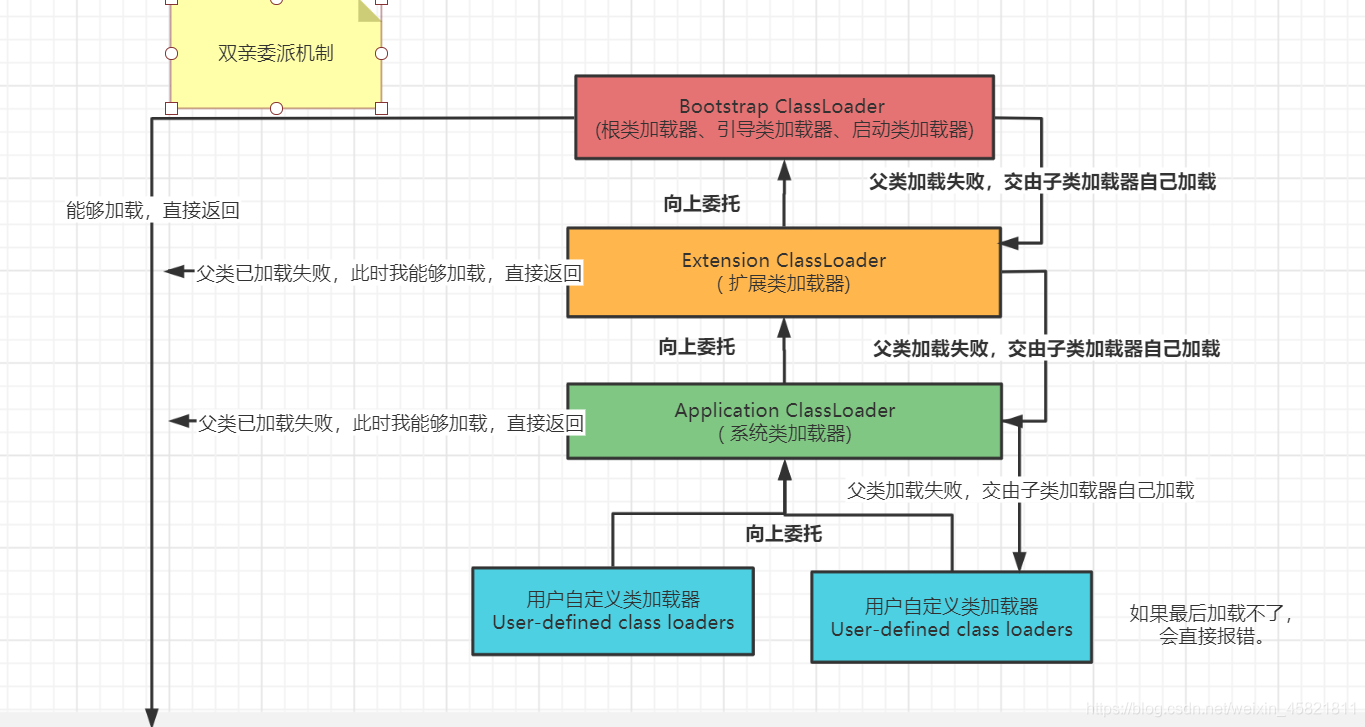 双亲委派机制
Bootstrap ClassLoader
(根类加载器、引导类加载器、启动类加载器)
父类加载失败，交由子类加载器自己加载
向上委托
能够加载，直接返回
Extension ClassLoader
( 扩展类加载器)
父类已加载失败，此时我能够加载，直接返回
向上委托
父类加载失败，交由子类加载器自己加载
Application ClassLoader
( 系统类加载器)
父类已加载失败，此时我能够加载，直接返回
父类加载失败，交由子类加载器自己加载
向上委托
用户自定义类加载器
User-defined class loaders
用户自定义类加载器
User-defined class loaders
如果最后加载不了，
会直接报错。
https://blog.csdn.net/weixin_45821811